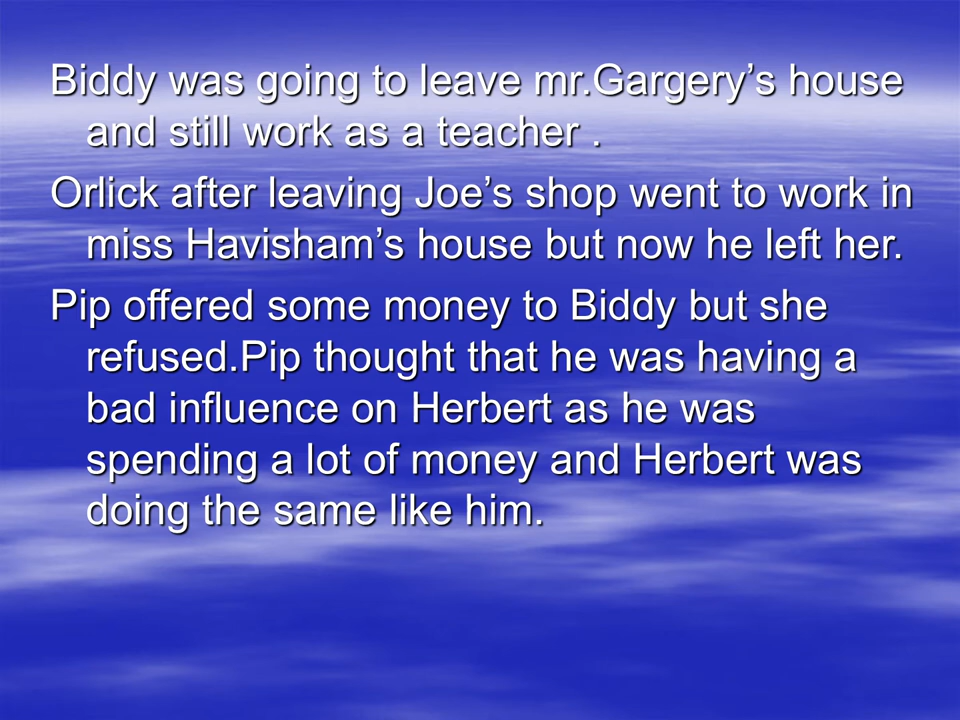 Biddy was going to leave mr.Gargery’s house
and still work as a teacher .
Orlick after leaving Joe’s shop went to work in
miss Havisham’s house but now he left her.
Pip offered some money to Biddy but she
refused.Pip thought that he was having a
bad influence on Herbert as he was
spending a lot of money and Herbert was
doing the same like him.